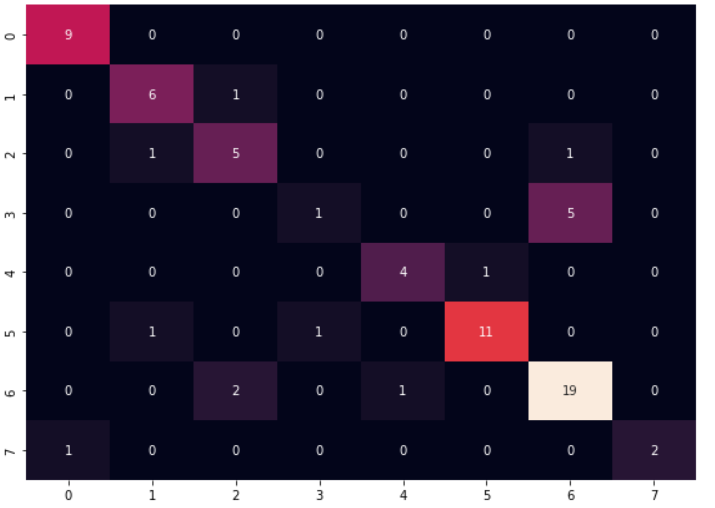 0 9 0 0 0 0 0 0 0
1 0 6 1 0 0 0 0 0
2 0 1 5 0 0 0 1 0
3 0 0 0 1 0 0 5 0
4 0 0 0 0 4 1 0 0
5 0 1 0 1 0 11 0 0
6 0 0 2 0 1 0 19 0
7 1 0 0 0 0 0 0 2
0 1 2 3 4 5 6 7